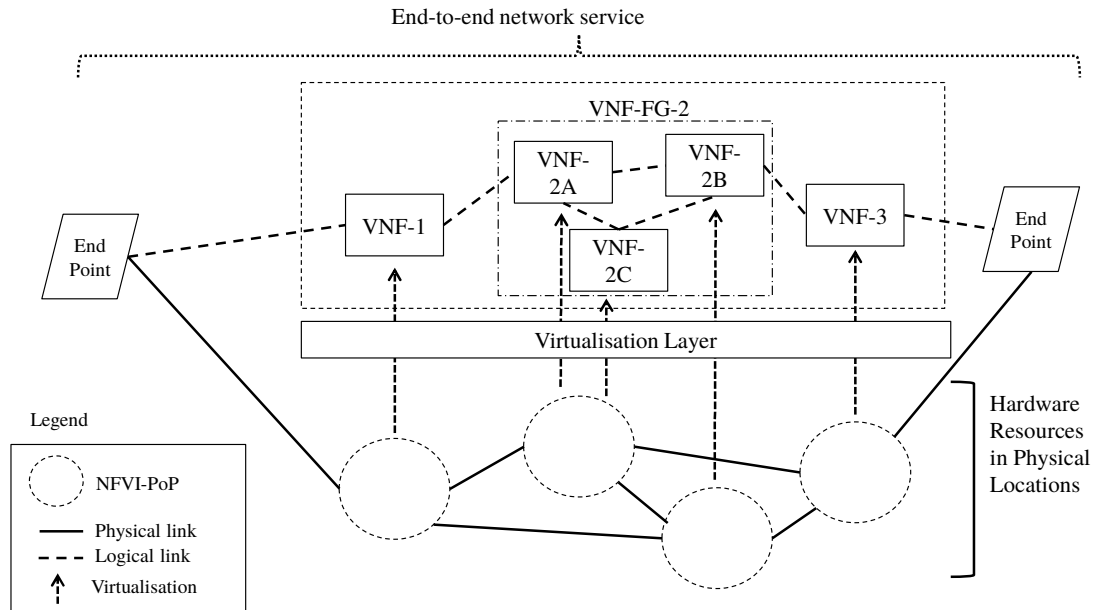 End-to-end network service
VNF-FG-2
VNF-
2A
VNF-
2B
VNF-1
VNF-3
VNF-
2C
End
Point
End
Point
Virtualisation Layer
Hardware
Resources
in Physical
Locations
Legend
NFVI-PoP
Physical link
Logical link
Virtualisation